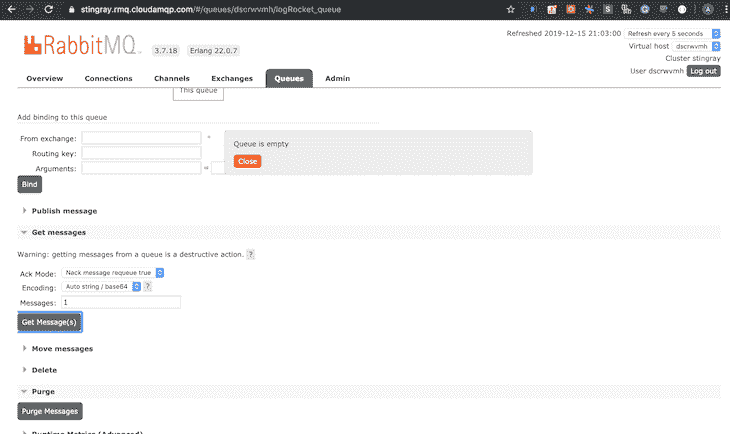 stingray.rmq.cloudamqp.com/#/queues/dscrwvmh/logRocket_queue
Refreshed 2019-12-15 21:03:00 Refresh every 5 seconds
RabbitMQ 3.7.18 Erlang 22.0.7
Virtual host dscrwvmh
Cluster stingray
User dscrwvmh Log out
Overview Connections Channels Exchanges Queues Admin
This queue
Add binding to this queue
From exchange: *
Routing key:
Arguments: =
Queue is empty
Close
Bind
Publish message
Get messages
Warning: getting messages from a queue is a destructive action. ?
Ack Mode: Nack message requeue true
Encoding: Auto string / base64 ?
Messages: 1
Get Message(s)
Move messages
Delete
Purge
Purge Messages
Runtime Metrics (Advanced)